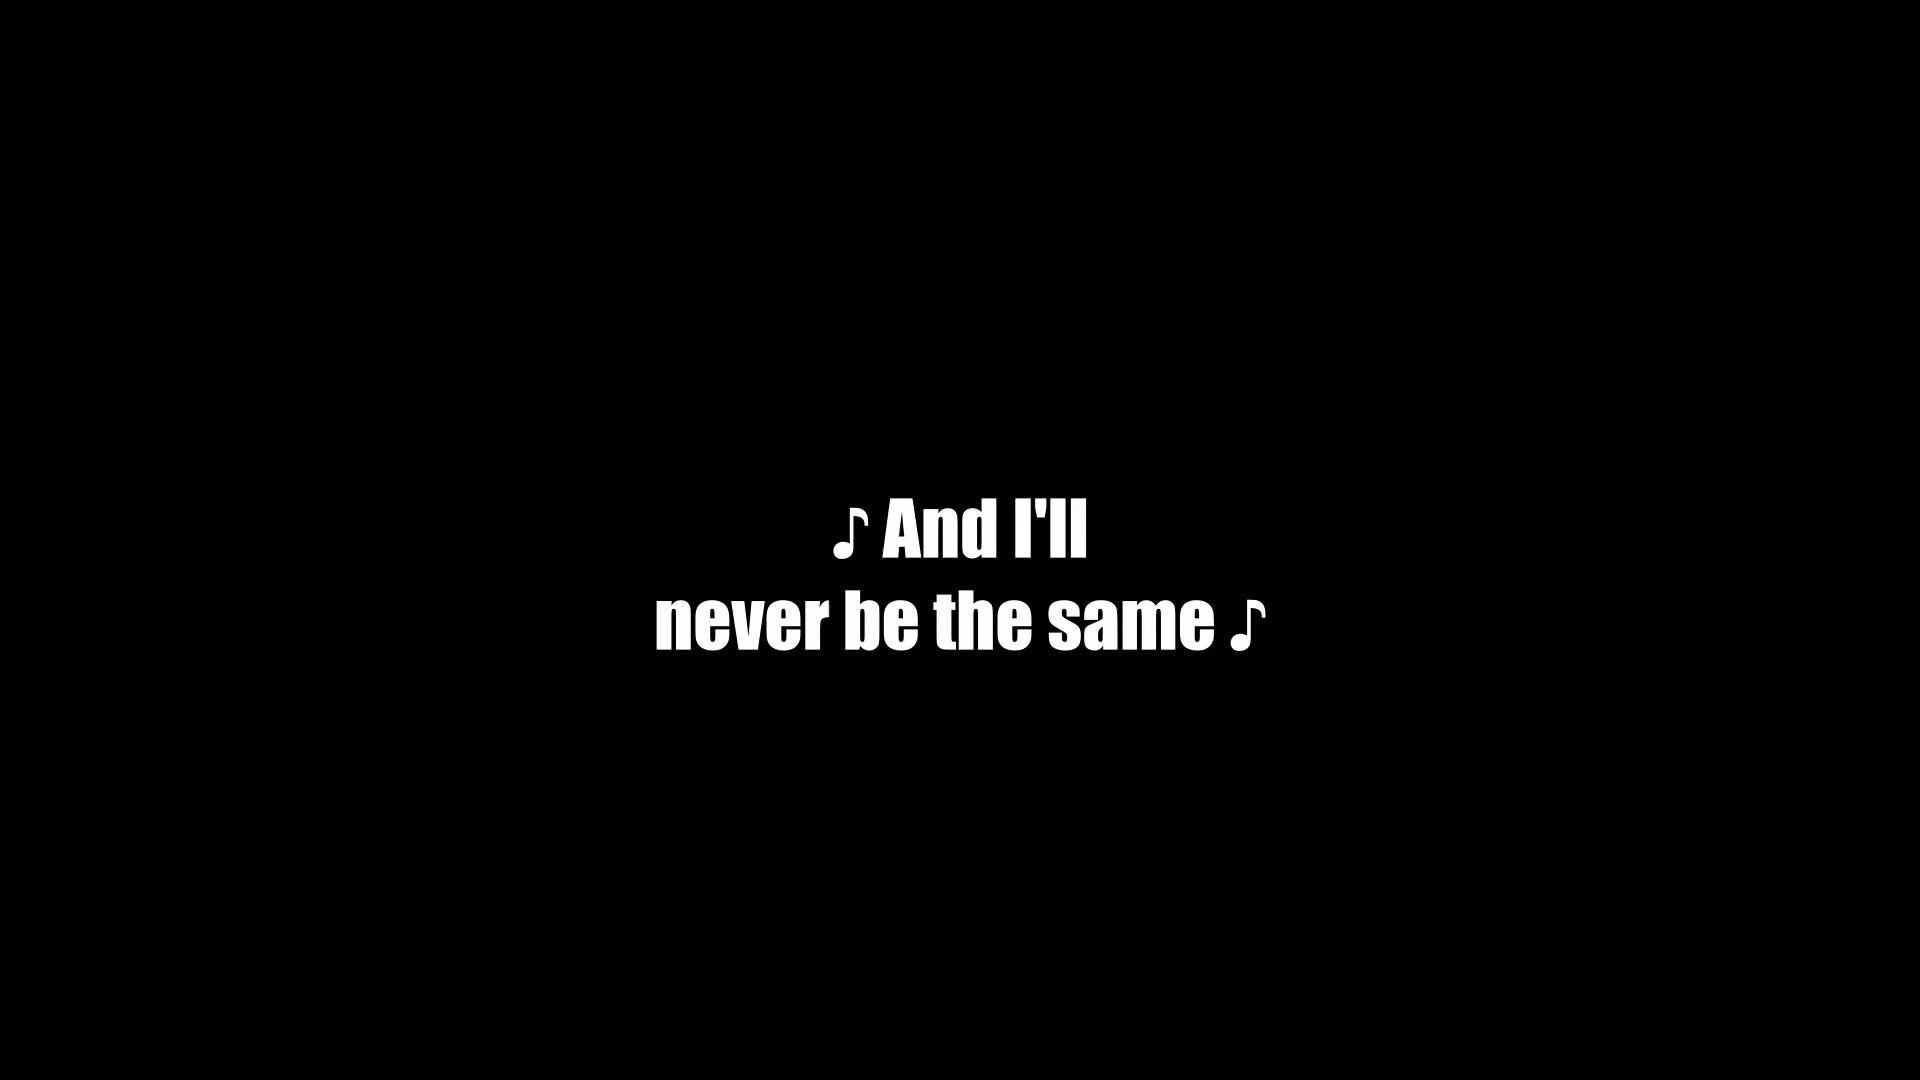 ♪ And I'll
never be the same ♪